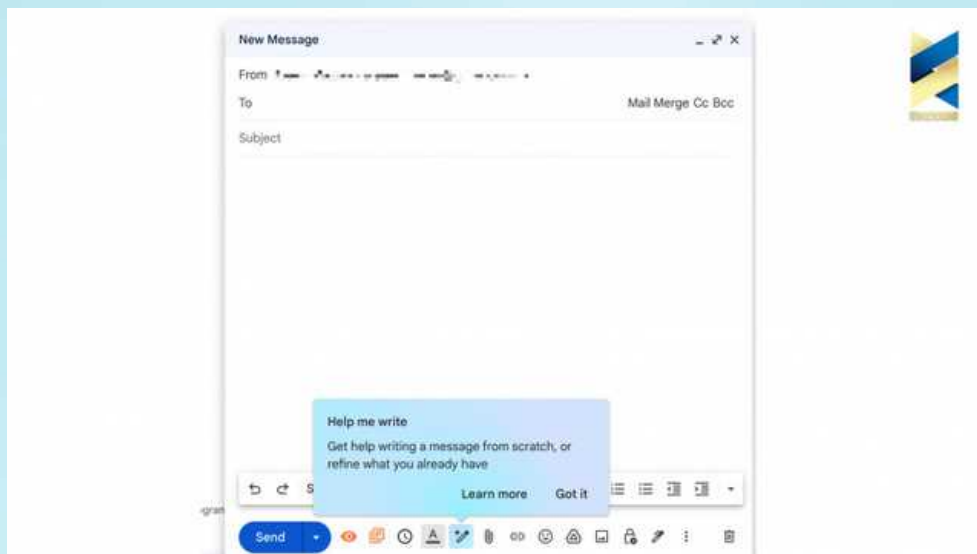 New Message
From
To Mail Merge Cc Bcc
Subject
Help me write
Get help writing a message from scratch, or
refine what you already have
Learn more Got it
S
gran
Send